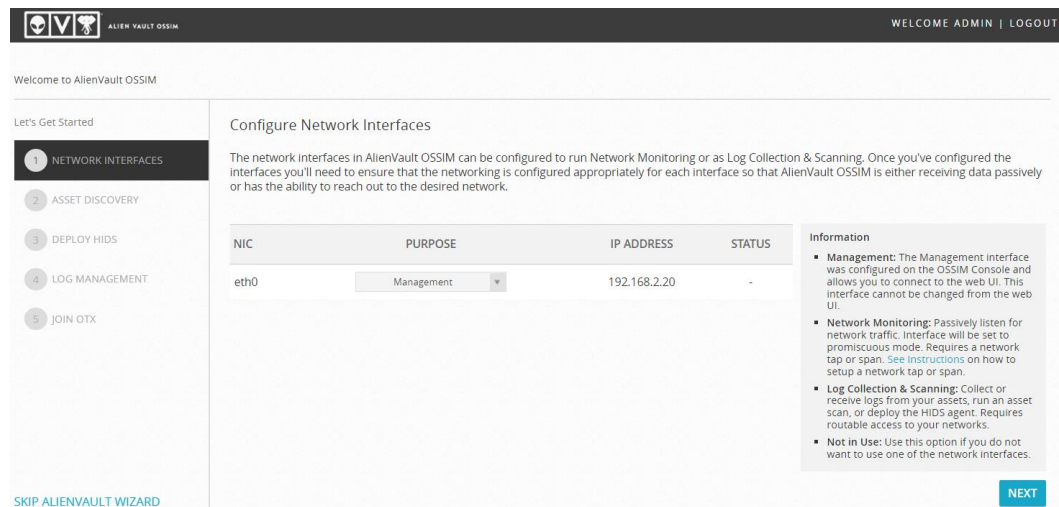 ALIEN VAULT OSSIM
WELCOME ADMIN | LOGOUT
Welcome to AlienVault OSSIM
Let's Get Started
1 NETWORK INTERFACES
2 ASSET DISCOVERY
3 DEPLOY HIDS
4 LOG MANAGEMENT
5 JOIN OTX
SKIP ALIENVAULT WIZARD
Configure Network Interfaces
The network interfaces in AlienVault OSSIM can be configured to run Network Monitoring or as Log Collection & Scanning. Once you've configured the
interfaces you'll need to ensure that the networking is configured appropriately for each interface so that AlienVault OSSIM is either receiving data passively
or has the ability to reach out to the desired network.
NIC PURPOSE IP ADDRESS STATUS
eth0 Management 192.168.2.20 -
Information
Management: The Management interface
was configured on the OSSIM Console and
allows you to connect to the web UI. This
interface cannot be changed from the web
UI.
Network Monitoring: Passively listen for
network traffic. Interface will be set to
promiscuous mode. Requires a network
tap or span. See Instructions on how to
setup a network tap or span.
Log Collection & Scanning: Collect or
receive logs from your assets, run an asset
scan, or deploy the HIDS agent. Requires
routable access to your networks.
Not in Use: Use this option if you do not
want to use one of the network interfaces.
NEXT